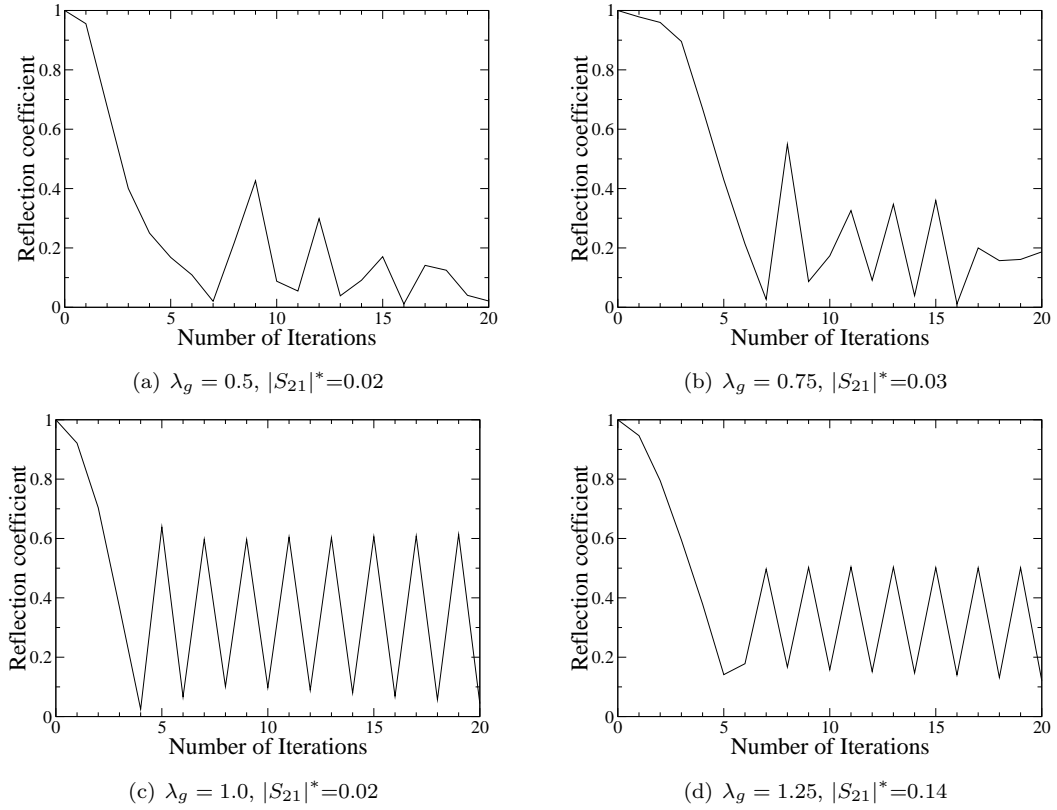 1
0.8
0.6
0.4
0.2
0
Reflection coefficient
0 5 10 15 20
Number of Iterations
(a) λg = 0.5, |S21|*=0.02
1
0.8
0.6
0.4
0.2
0
Reflection coefficient
0 5 10 15 20
Number of Iterations
(b) λg = 0.75, |S21|*=0.03
1
0.8
0.6
0.4
0.2
0
Reflection coefficient
0 5 10 15 20
Number of Iterations
(c) λg = 1.0, |S21|*=0.02
1
0.8
0.6
0.4
0.2
0
Reflection coefficient
0 5 10 15 20
Number of Iterations
(d) λg = 1.25, |S21|*=0.14